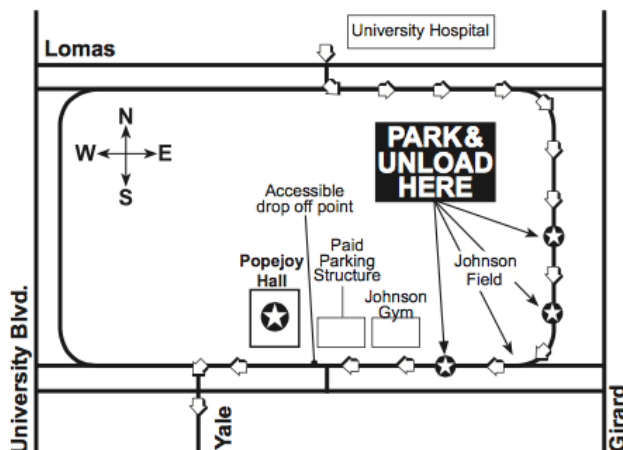 University Hospital
Lomas
N
W E
S
PARK &
UNLOAD
HERE
Accessible
drop off point
Popejoy
Hall
Paid
Parking
Structure
Johnson
Gym
Johnson
Field
University Blvd.
Yale
Girard